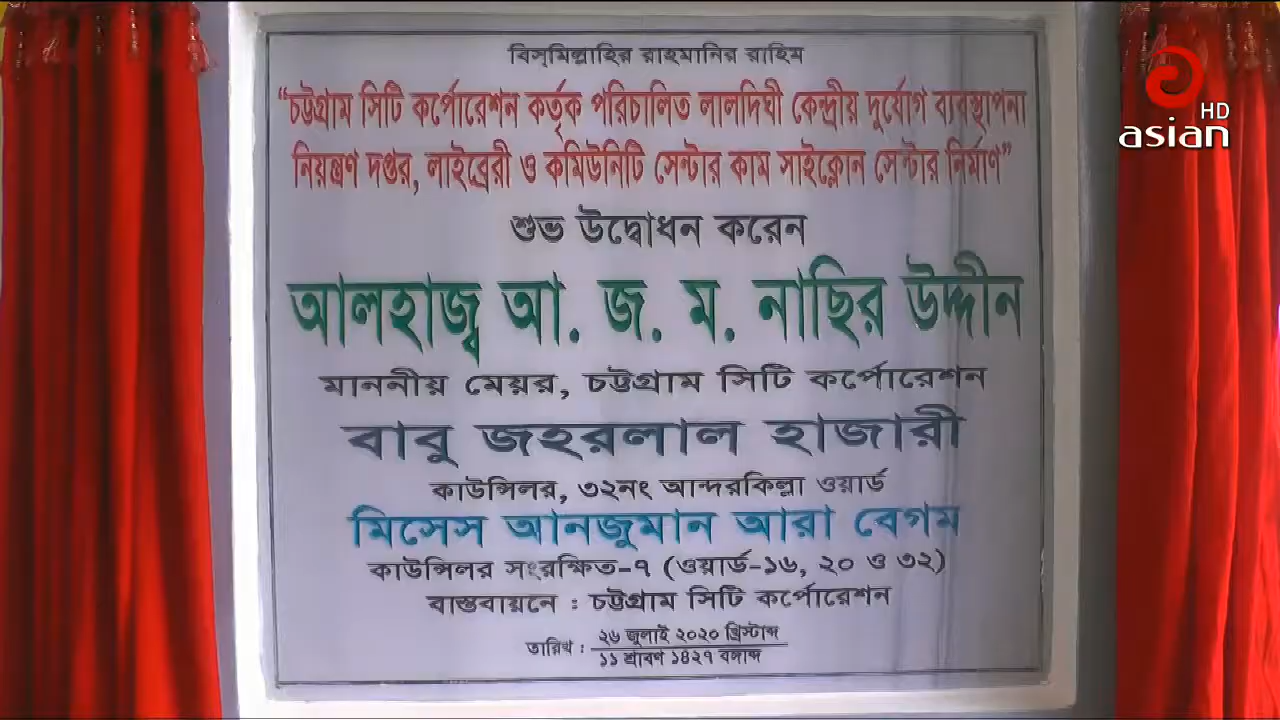 বিস্‌মিল্লাহির রাহমানির রাহিম
“চট্টগ্রাম সিটি কর্পোরেশন কর্তৃক পরিচালিত লালদিঘী কেন্দ্রীয় দুর্যোগ ব্যবস্থাপনা
নিয়ন্ত্রণ দপ্তর, লাইব্রেরী ও কমিউনিটি সেন্টার কাম সাইক্লোন সেন্টার নির্মাণ”
শুভ উদ্বোধন করেন
আলহাজ্ব আ. জ. ম. নাছির উদ্দীন
মাননীয় মেয়র, চট্টগ্রাম সিটি কর্পোরেশন
বাবু জহরলাল হাজারী
কাউন্সিলর, ৩২নং আন্দরকিল্লা ওয়ার্ড
মিসেস আনজুমান আরা বেগম
কাউন্সিলর সংরক্ষিত-৭ (ওয়ার্ড-১৬, ২০ ও ৩২)
বাস্তবায়নে : চট্টগ্রাম সিটি কর্পোরেশন
তারিখ : ২৬ জুলাই ২০২০ খ্রিস্টাব্দ
১১ শ্রাবণ ১৪২৭ বঙ্গাব্দ
HD
asian